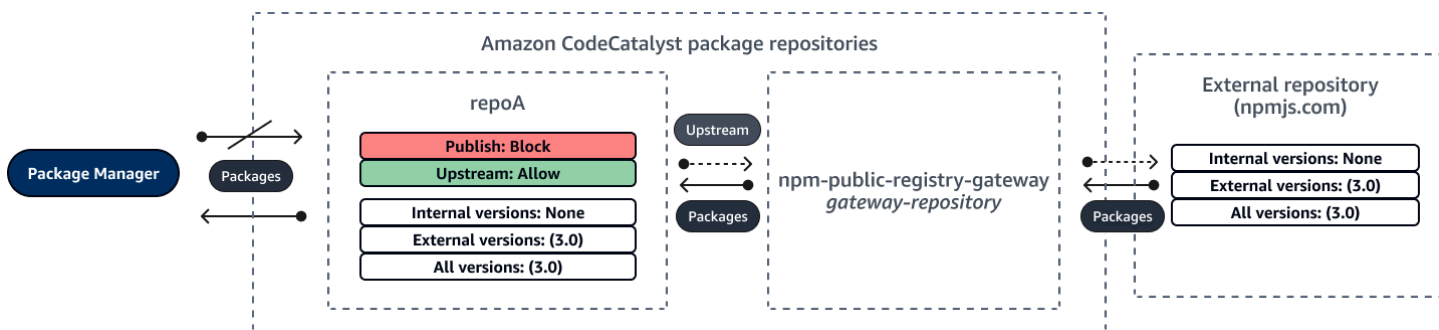 Amazon CodeCatalyst package repositories
Package Manager
Packages
repoA
Publish: Block
Upstream: Allow
Internal versions: None
External versions: (3.0)
All versions: (3.0)
Upstream
Packages
npm-public-registry-gateway
gateway-repository
Packages
External repository
(npmjs.com)
Internal versions: None
External versions: (3.0)
All versions: (3.0)